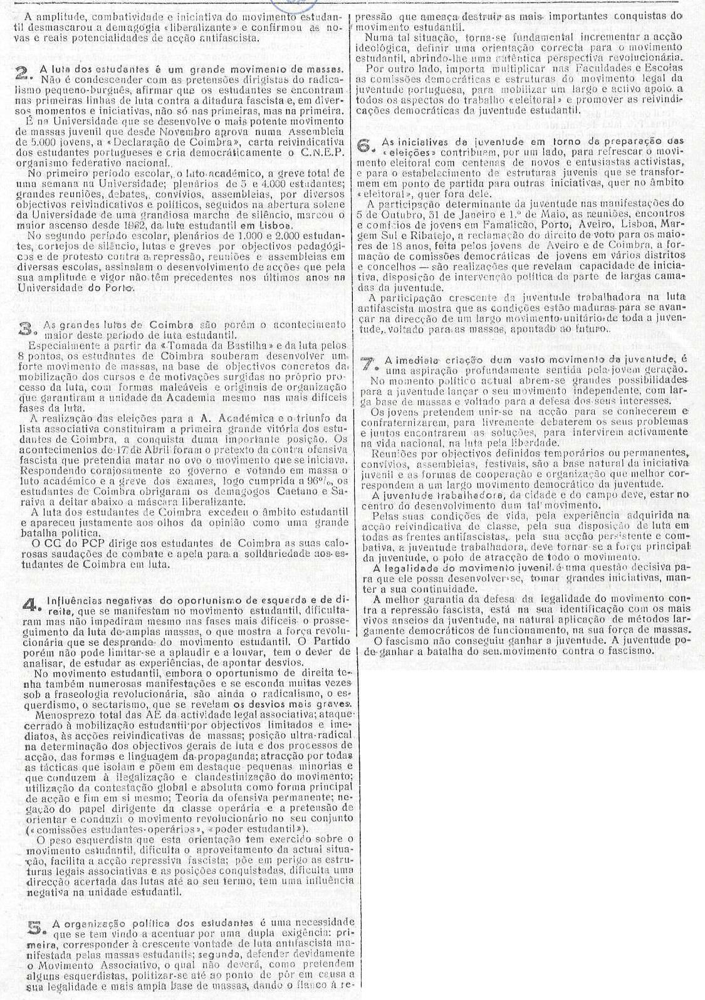 A amplitude, combatividade e iniciativa do movimento estudan-
til desmascarou a demagogia «liberalizante» e confirmou as no-
vas e reais potencialidades de acção antifascista.
2. A luta dos estudantes é um grande movimento de massas.
Não é condescender com as pretensões dirigistas do radica-
lismo pequeno-burguês, afirmar que os estudantes se encontram
nas primeiras linhas de luta contra a ditadura fascista e, em diver-
sos momentos e iniciativas, não só nas primeiras, mas na primeira.
É na Universidade que se desenvolve o mais potente movimento
de massas juvenil que desde Novembro aprova numa Assembleia
de 5.000 jovens, a «Declaração de Coimbra», carta reivindicativa
dos estudantes portugueses e cria democráticamente o C.N.E.P.
organismo federativo nacional.
No primeiro período escolar, o luto académico, a greve total de
uma semana na Universidade; plenários de 5 e 4.000 estudantes;
grandes reuniões, debates, convívios, assembleias, por diversos
objectivos reivindicativos e políticos, seguidos na abertura solene
da Universidade de uma grandiosa marcha de silêncio, marcou o
maior ascenso desde 1962, da luta estudantil em Lisboa.
No segundo período escolar, plenários de 1.000 e 2.000 estudan-
tes, cortejos de silêncio, lutas e greves por objectivos pedagógi-
cos e de protesto contra a repressão, reuniões e assembleias em
diversas escolas, assinalam o desenvolvimento de acções que pela
sua amplitude e vigor não têm precedentes nos últimos anos na
Universidade do Porto.
3. As grandes lutas de Coimbra são porém o acontecimento
maior deste período de luta estudantil.
Especialmente a partir da «Tomada da Bastilha» e da luta pelos
8 pontos, os estudantes de Coimbra souberam desenvolver um
forte movimento de massas, na base de objectivos concretos da
mobilização dos cursos e de motivações surgidas no próprio pro-
cesso da luta, com formas maleáveis e originais de organização
que garantiram a unidade da Academia mesmo nas mais difíceis
fases da luta.
A realização das eleições para a A. Académica e o triunfo da
lista associativa constituiram a primeira grande vitória dos estu-
dantes de Coimbra, a conquista duma importante posição. Os
acontecimentos de 17 de Abril foram o pretexto da contra ofensiva
fascista que pretendia matar no ovo o movimento que se iniciava.
Respondendo corajosamente ao governo e votando em massa o
luto académico e a greve dos exames, logo cumprida a 96%, os
estudantes de Coimbra obrigaram os demagogos Caetano e Sa-
raiva a deitar abaixo a máscara liberalizante.
A luta dos estudantes de Coimbra excedeu o âmbito estudantil
e apareceu justamente aos olhos da opinião como uma grande
batalha política.
O CC do PCP dirige aos estudantes de Coimbra as suas calo-
rosas saudações de combate e apela para a solidariedade aos es-
tudantes de Coimbra em luta.
4. Influências negativas do oportunismo de esquerda e de di-
reita, que se manifestam no movimento estudantil, dificulta-
ram mas não impediram mesmo nas fases mais difíceis o prosse-
guimento da luta de amplas massas, o que mostra a força revolu-
cionária que se desprende do movimento estudantil. O Partido
porém não pode limitar-se a aplaudir e a louvar, tem o dever de
analisar, de estudar as experiências, de apontar desvios.
No movimento estudantil, embora o oportunismo de direita te-
nha também numerosas manifestações e se esconda muitas vezes
sob a fraseologia revolucionária, são ainda o radicalismo, o es-
querdismo, o sectarismo, que se revelam os desvios mais graves.
Menosprezo total das AE da actividade legal associativa; ataque
cerrado à mobilização estudantil por objectivos limitados e ime-
diatos, às acções reivindicativas de massas; posição ultra-radical
na determinação dos objectivos gerais de luta e dos processos de
acção, das formas e linguagem da propaganda; atracção por todas
as tácticas que isolam e põem em destaque pequenas minorias e
que conduzem à ilegalização e clandestinização do movimento;
utilização da contestação global e absoluta como forma principal
de acção e fim em si mesmo; Teoria da ofensiva permanente; ne-
gação do papel dirigente da classe operária e a pretensão de
orientar e conduzir o movimento revolucionário no seu conjunto
(«comissões estudantes-operários», «poder estudantil»).
O peso esquerdista que esta orientação tem exercido sobre o
movimento estudantil, dificulta o aproveitamento da actual situa-
ção, facilita a acção repressiva fascista; põe em perigo as estru-
turas legais associativas e as posições conquistadas, dificulta uma
direcção acertada das lutas até ao seu termo, tem uma influência
negativa na unidade estudantil.
5. A organização política dos estudantes é uma necessidade
que se tem vindo a acentuar por uma dupla exigência: pri-
meira, corresponder à crescente vontade de luta antifascista ma-
nifestada pelas massas estudantis; segunda, defender devidamente
o Movimento Associativo, o qual não deverá, como pretendem
alguns esquerdistas, politizar-se até ao ponto de pôr em causa a
sua legalidade e mais ampla base de massas, dando o flanco à re-
pressão que ameaça destruir as mais importantes conquistas do
movimento estudantil.
Numa tal situação, torna-se fundamental incrementar a acção
ideológica, definir uma orientação correcta para o movimento
estudantil, abrindo-lhe uma autêntica perspectiva revolucionária.
Por outro lado, importa multiplicar nas Faculdades e Escolas
as comissões democráticas e estruturas do movimento legal da
juventude portuguesa, para mobilizar um largo e activo apoio a
todos os aspectos do trabalho «eleitoral» e promover as reivindi-
cações democráticas da juventude estudantil.
6. As iniciativas da juventude em torno da preparação das
«eleições» contribuem, por um lado, para refrescar o movi-
mento eleitoral com centenas de novos e entusiastas activistas,
e para o estabelecimento de estruturas juvenis que se transfor-
mem em ponto de partida para outras iniciativas, quer no âmbito
«eleitoral», quer fora dele.
A participação determinante da juventude nas manifestações do
5 de Outubro, 31 de Janeiro e 1.º de Maio, as reuniões, encontros
e comícios de jovens em Famalicão, Porto, Aveiro, Lisboa, Mar-
gem Sul e Ribatejo, a reclamação do direito de voto para os maio-
res de 18 anos, feita pelos jovens de Aveiro e de Coimbra, a for-
mação de comissões democráticas de jovens em vários distritos
e concelhos — são realizações que revelam capacidade de inicia-
tiva, disposição de intervenção política da parte de largas cama-
das da juventude.
A participação crescente da juventude trabalhadora na luta
antifascista mostra que as condições estão maduras para se avan-
çar na direcção de um largo movimento unitário de toda a juven-
tude, voltado para as massas, apontado ao futuro.
7. A imediata criação dum vasto movimento da juventude, é
uma aspiração profundamente sentida pela jovem geração.
No momento político actual abrem-se grandes possibilidades
para a juventude lançar o seu movimento independente, com lar-
ga base de massas e voltado para a defesa dos seus interesses.
Os jovens pretendem unir-se na acção para se conhecerem e
confraternizarem, para livremente debaterem os seus problemas
e juntos encontrarem as soluções, para intervirem activamente
na vida nacional, na luta pela liberdade.
Reuniões por objectivos definidos temporários ou permanentes,
convívios, assembleias, festivais, são a base natural da iniciativa
juvenil e as formas de cooperação e organização que melhor cor-
respondem a um largo movimento democrático da juventude.
A juventude trabalhadora, da cidade e do campo deve, estar no
centro do desenvolvimento dum tal movimento.
Pelas suas condições de vida, pela experiência adquirida na
acção reivindicativa de classe, pela sua disposição de luta em
todas as frentes antifascistas, pela sua acção persistente e com-
bativa, a juventude trabalhadora, deve tornar-se a força principal
da juventude, o polo de atracção de todo o movimento.
A legalidade do movimento juvenil é uma questão decisiva pa-
ra que ele possa desenvolver-se, tomar grandes iniciativas, man-
ter a sua continuidade.
A melhor garantia da defesa da legalidade do movimento con-
tra a repressão fascista, está na sua identificação com os mais
vivos anseios da juventude, na natural aplicação de métodos lar-
gamente democráticos de funcionamento, na sua força de massas.
O fascismo não conseguiu ganhar a juventude. A juventude po-
de ganhar a batalha do seu movimento contra o fascismo.